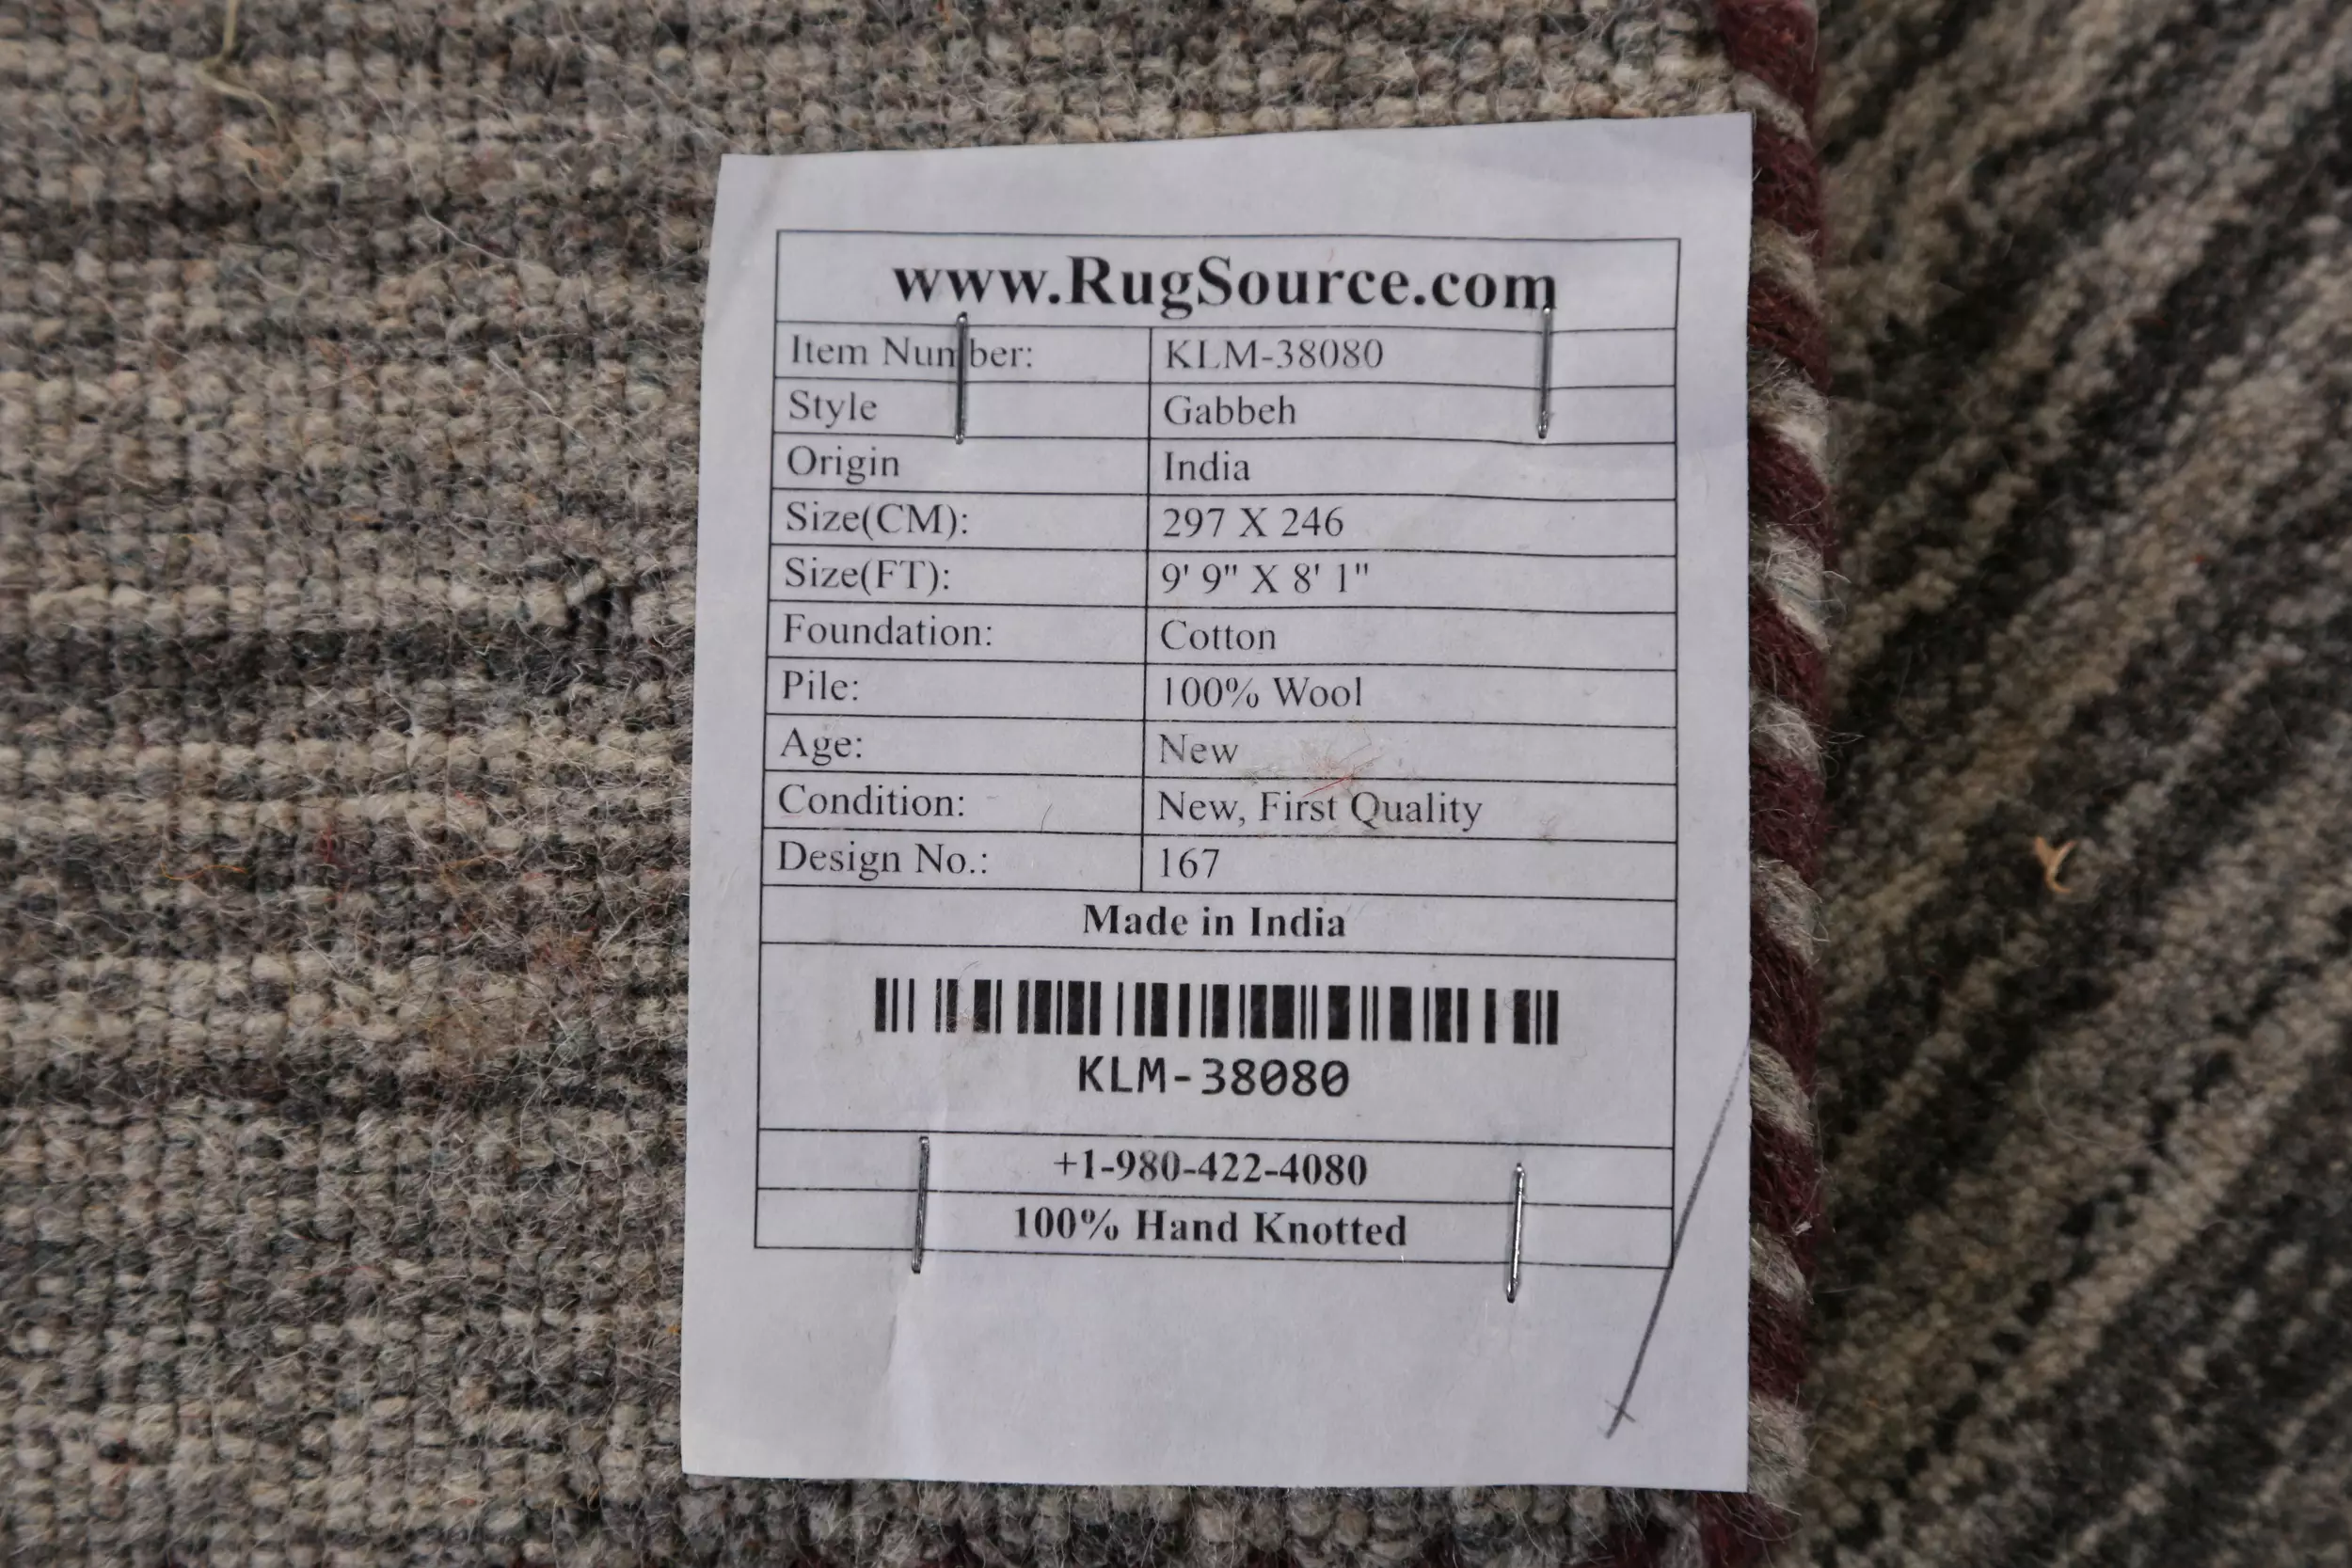 www.RugSource.com
Item Number: KLM-38080
Style Gabbeh
Origin India
Size(CM): 297 X 246
Size(FT): 9' 9" X 8' 1"
Foundation: Cotton
Pile: 100% Wool
Age: New
Condition: New, First Quality
Design No.: 167
Made in India
KLM-38080
+1-980-422-4080
100% Hand Knotted